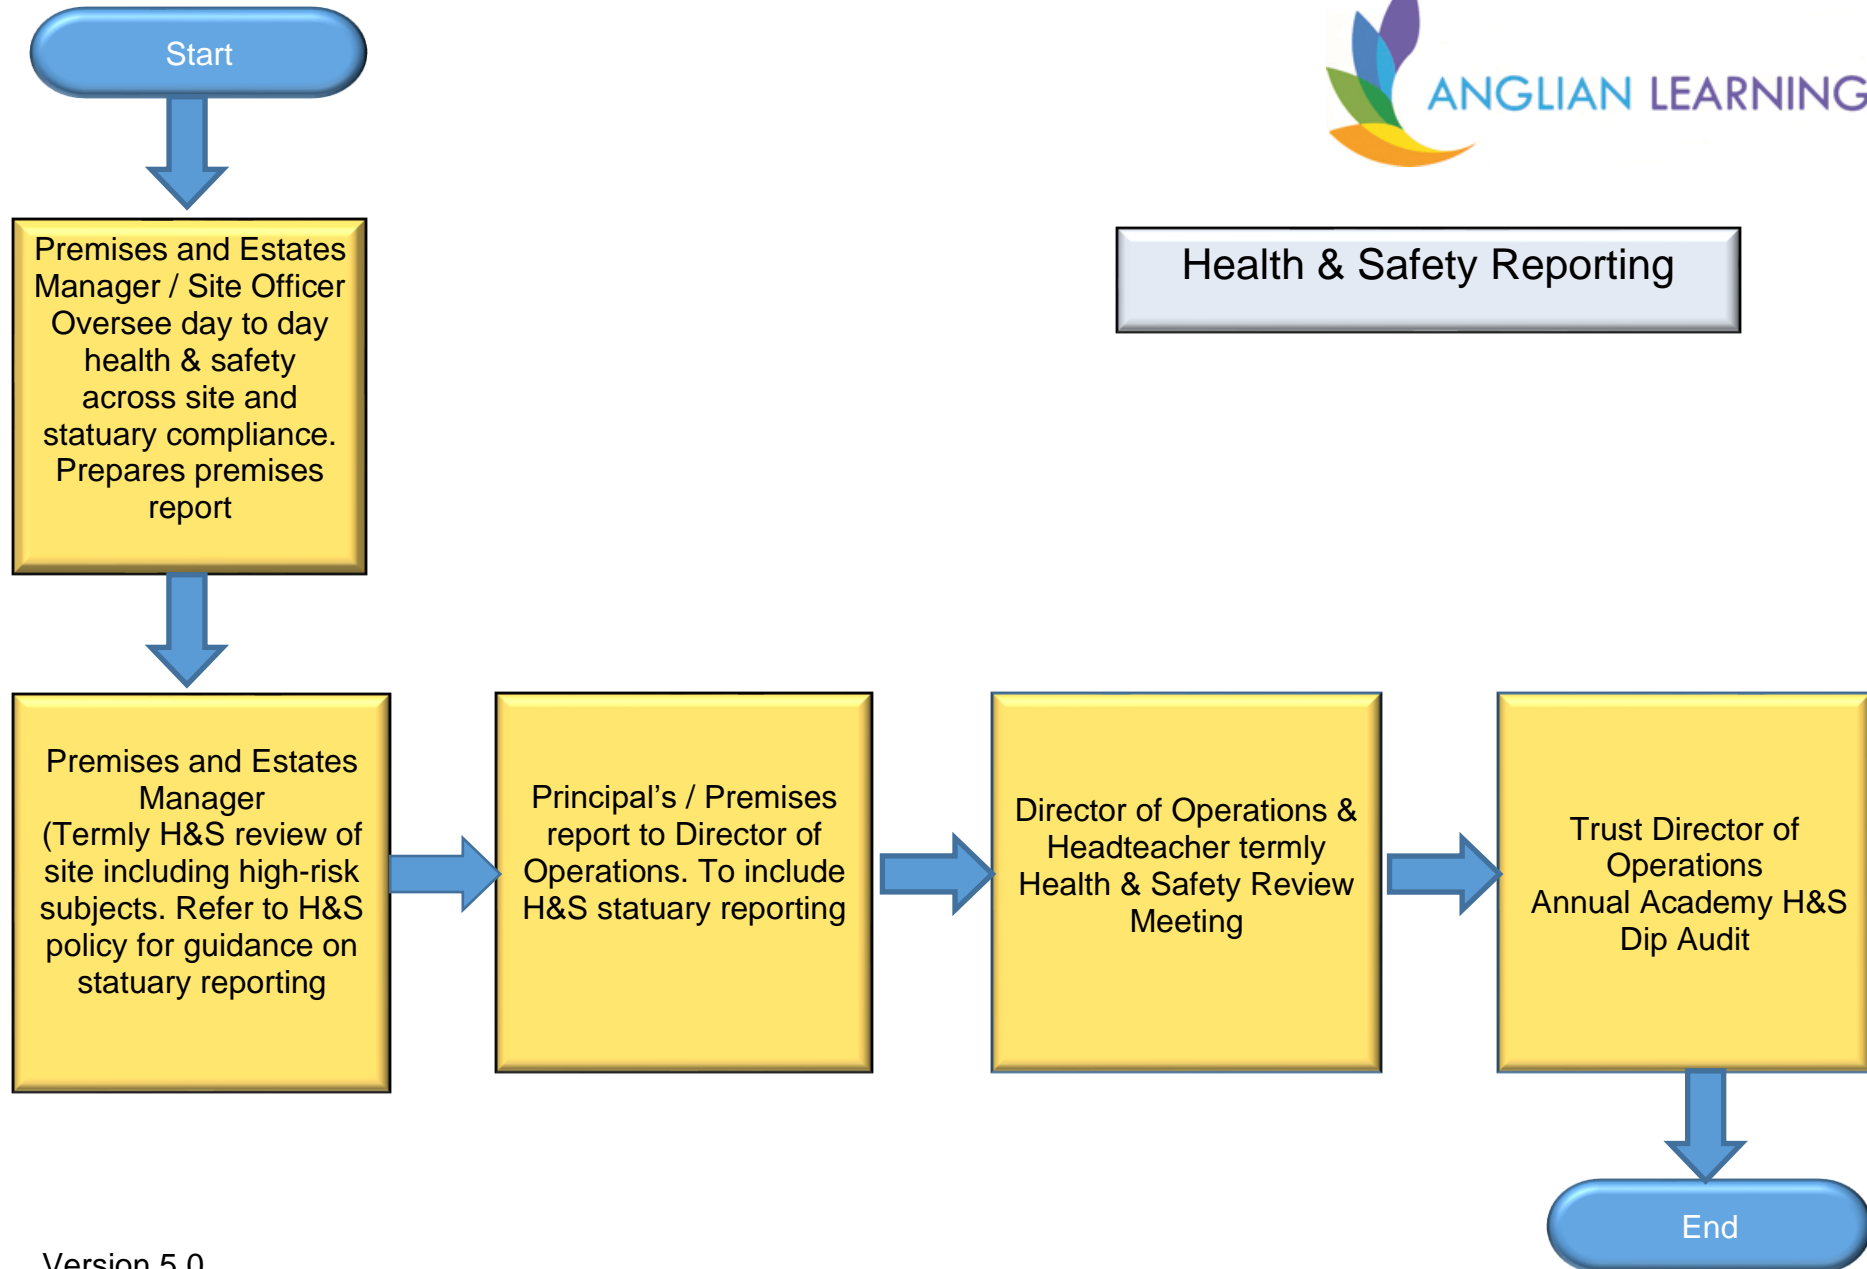 Start
ANGLIAN LEARNING
Health & Safety Reporting
Premises and Estates
Manager / Site Officer
Oversee day to day
health & safety
across site and
statuary compliance.
Prepares premises
report
Premises and Estates
Manager
(Termly H&S review of
site including high-risk
subjects. Refer to H&S
policy for guidance on
statuary reporting
Principal’s / Premises
report to Director of
Operations. To include
H&S statuary reporting
Director of Operations &
Headteacher termly
Health & Safety Review
Meeting
Trust Director of
Operations
Annual Academy H&S
Dip Audit
End
Version 5.0